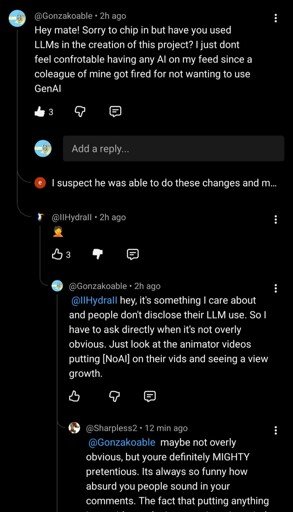 @Gonzakoable • 2h ago
Hey mate! Sorry to chip in but have you used
LLMs in the creation of this project? I just dont
feel confrotable having any AI on my feed since a
coleague of mine got fired for not wanting to use
GenAI
3
Add a reply...
I suspect he was able to do these changes and m...
@IIHydraII • 2h ago
🤦
3
@Gonzakoable • 2h ago
@IIHydraII hey, it's something I care about
and people don't disclose their LLM use. So I
have to ask directly when it's not overly
obvious. Just look at the animator videos
putting [NoAI] on their vids and seeing a view
growth.
@Sharpless2 • 12 min ago
@Gonzakoable maybe not overly
obvious, but youre definitely MIGHTY
pretentious. Its always so funny how
absurd you people sound in your
comments. The fact that putting anything